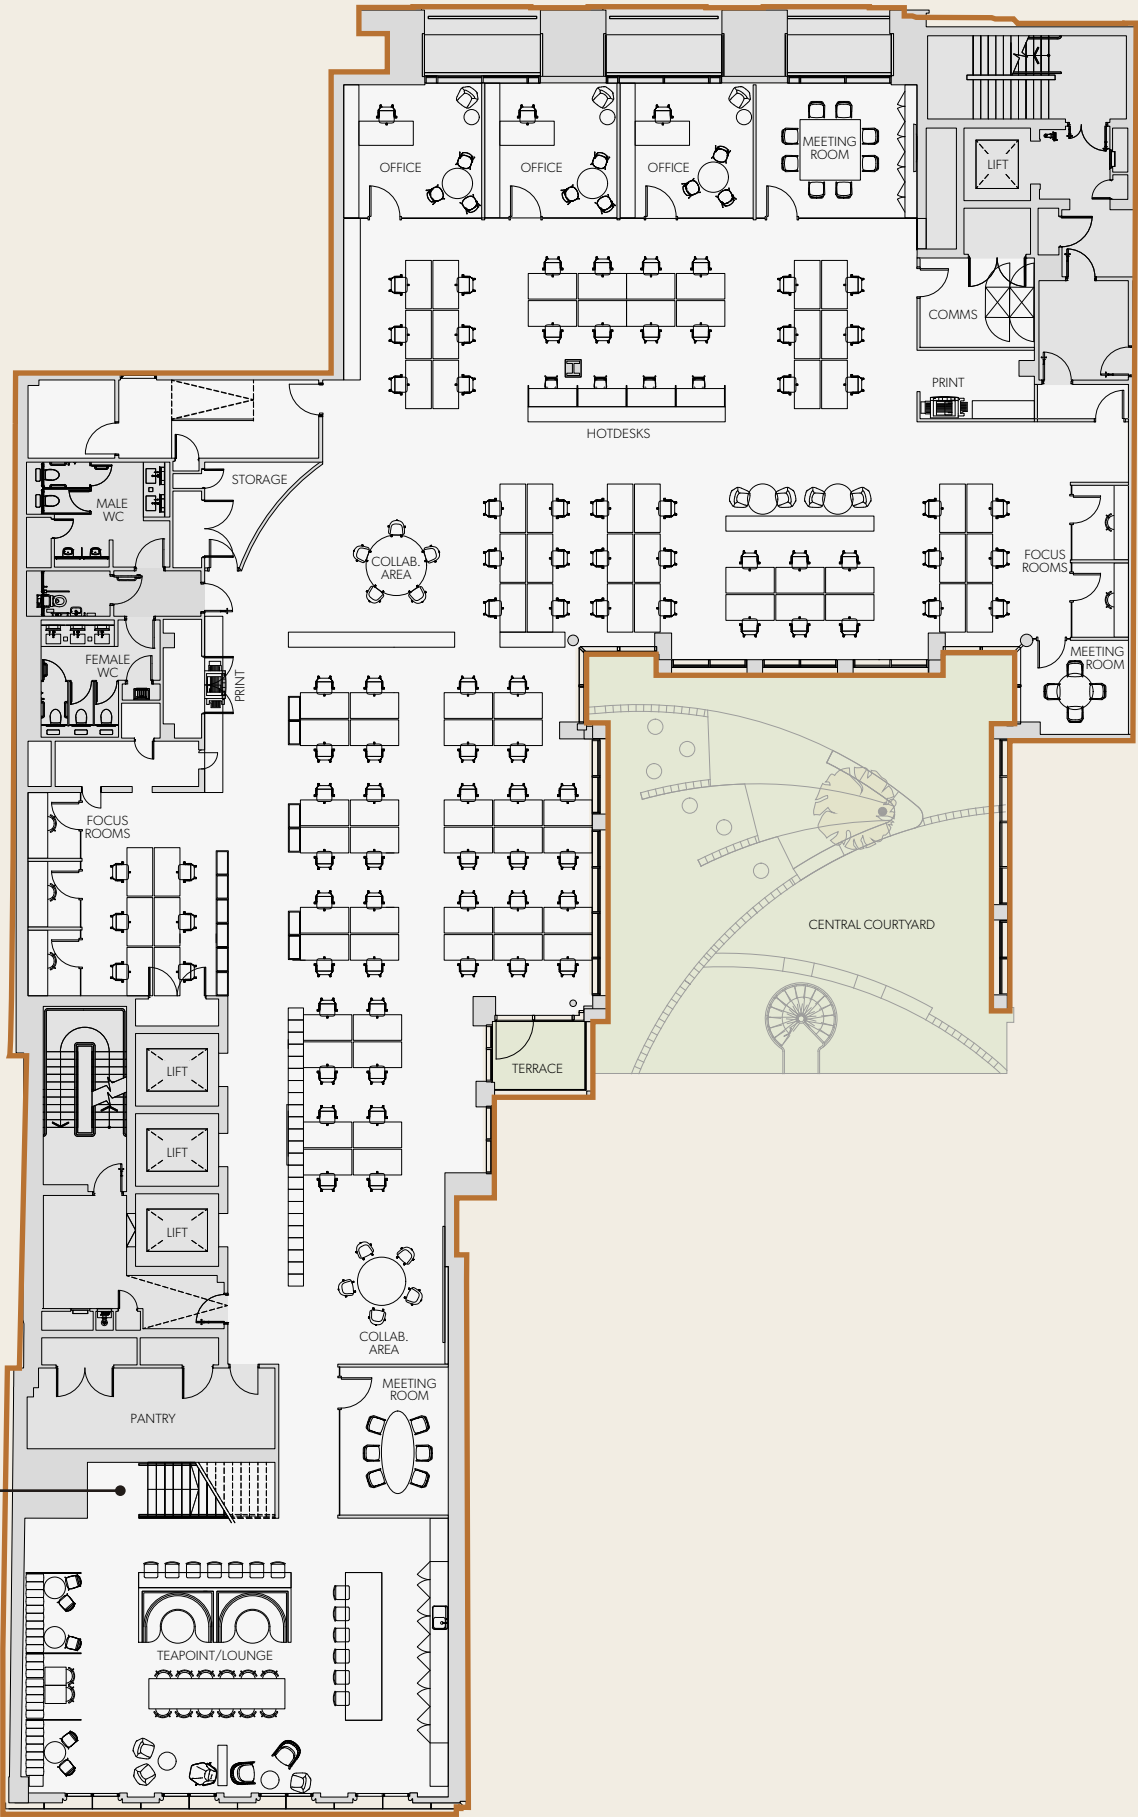 OFFICE
OFFICE
OFFICE
MEETING
ROOM
LIFT
COMMS
PRINT
HOTDESKS
STORAGE
MALE
WC
COLLAB.
AREA
FOCUS
ROOMS
FEMALE
WC
PRINT
MEETING
ROOM
FOCUS
ROOMS
CENTRAL COURTYARD
LIFT
TERRACE
LIFT
LIFT
COLLAB.
AREA
MEETING
ROOM
PANTRY
TEAPOINT/LOUNGE